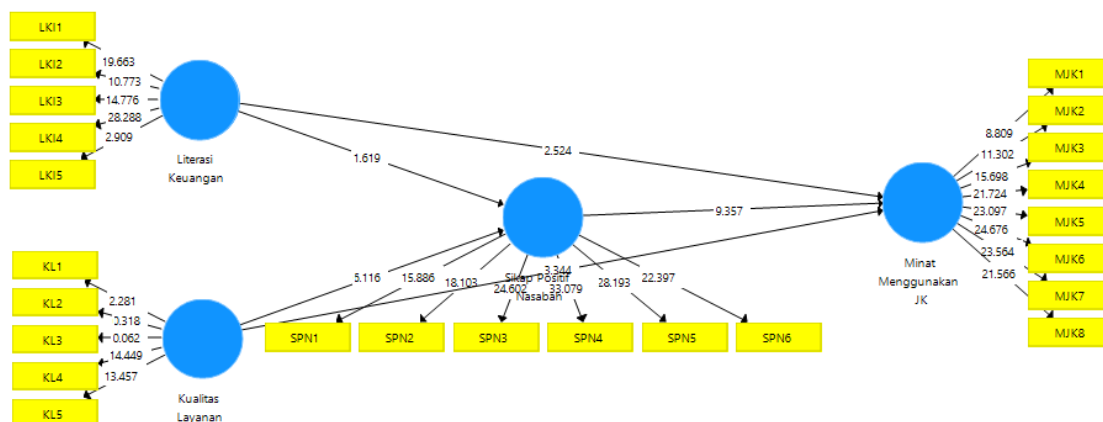 LKI1
LKI2
LKI3
LKI4
LKI5
19.663
10.773
14.776
28.288
2.909
Literasi
Keuangan
1.619
2.524
KL1
KL2
KL3
KL4
KL5
2.281
0.318
0.062
14.449
13.457
Kualitas
Layanan
5.116
3.344
Sikap Positif
Nasabah
9.357
15.886
18.103
24.602
33.079
28.193
22.397
SPN1
SPN2
SPN3
SPN4
SPN5
SPN6
Minat
Menggunakan
JK
8.809
11.302
15.698
21.724
23.097
24.676
23.564
21.566
MJK1
MJK2
MJK3
MJK4
MJK5
MJK6
MJK7
MJK8